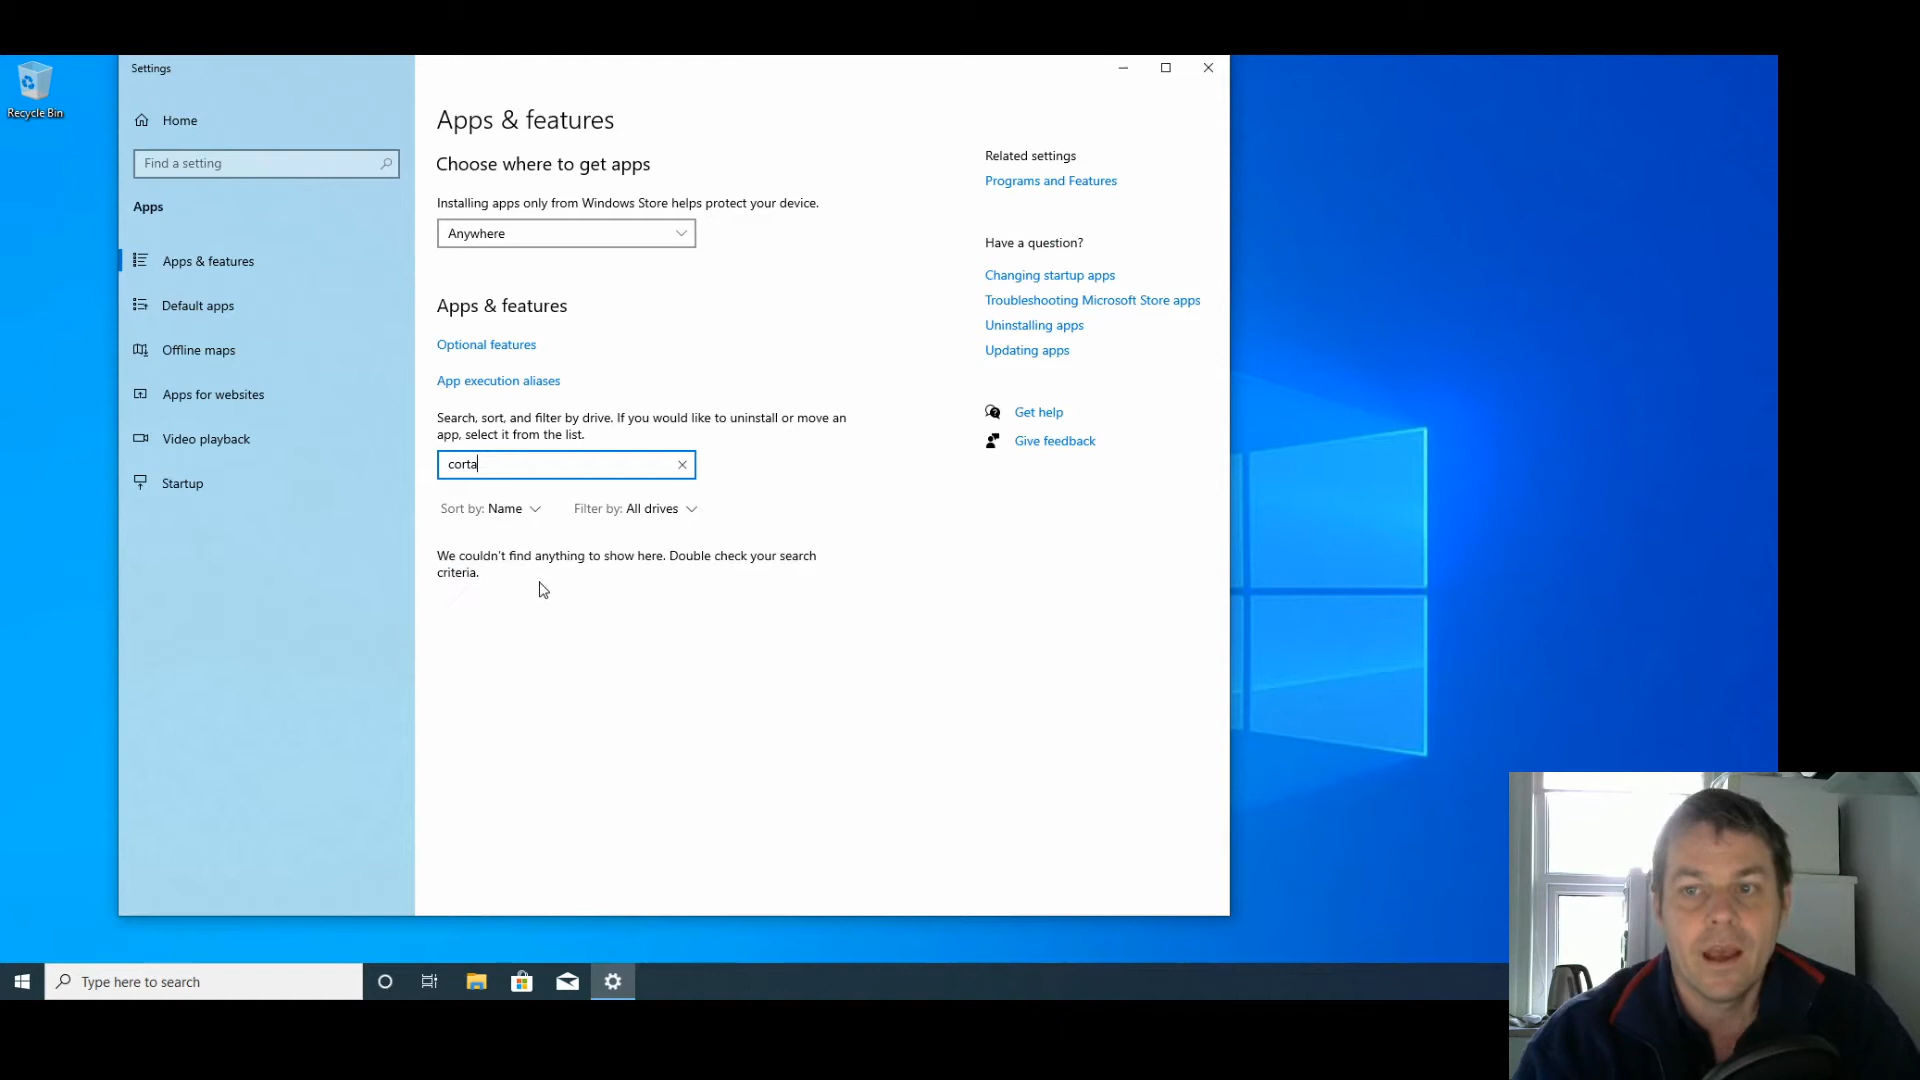 Recycle Bin
Settings
Home
Find a setting
Apps
Apps & features
Default apps
Offline maps
Apps for websites
Video playback
Startup
Apps & features
Choose where to get apps
Installing apps only from Windows Store helps protect your device.
Anywhere
Apps & features
Optional features
App execution aliases
Search, sort, and filter by drive. If you would like to uninstall or move an
app, select it from the list.
corta
Sort by: Name
Filter by: All drives
We couldn't find anything to show here. Double check your search
criteria.
Related settings
Programs and Features
Have a question?
Changing startup apps
Troubleshooting Microsoft Store apps
Uninstalling apps
Updating apps
Get help
Give feedback
Type here to search